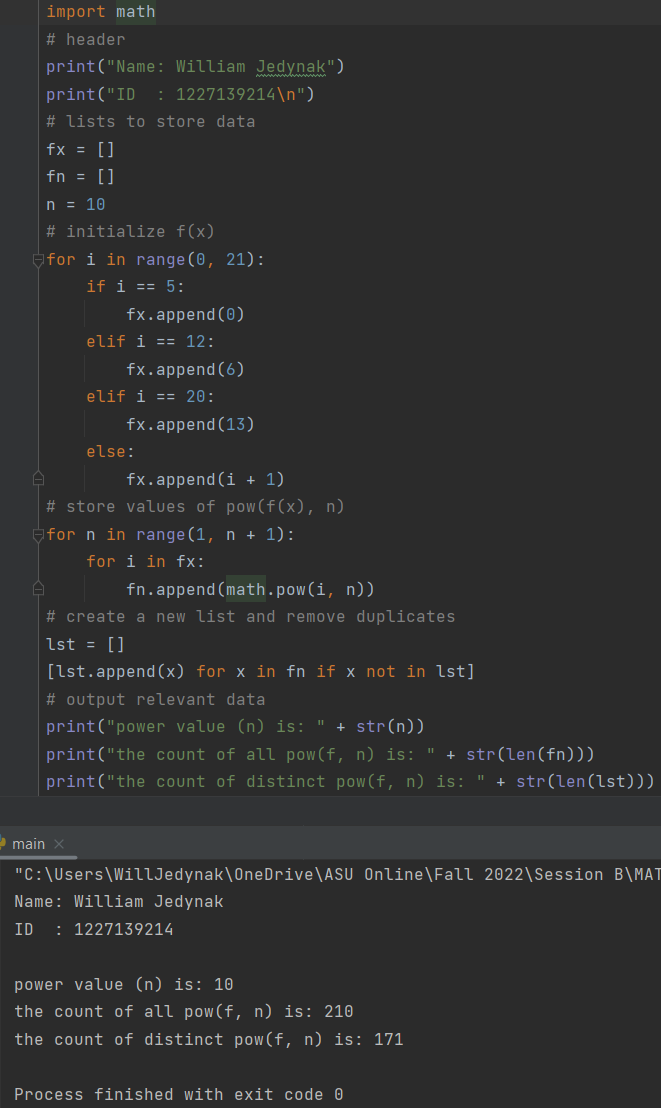 import math
# header
print("Name: William Jedynak")
print("ID  : 1227139214\n")
# lists to store data
fx = []
fn = []
n = 10
# initialize f(x)
for i in range(0, 21):
    if i == 5:
        fx.append(0)
    elif i == 12:
        fx.append(6)
    elif i == 20:
        fx.append(13)
    else:
        fx.append(i + 1)
# store values of pow(f(x), n)
for n in range(1, n + 1):
    for i in fx:
        fn.append(math.pow(i, n))
# create a new list and remove duplicates
lst = []
[lst.append(x) for x in fn if x not in lst]
# output relevant data
print("power value (n) is: " + str(n))
print("the count of all pow(f, n) is: " + str(len(fn)))
print("the count of distinct pow(f, n) is: " + str(len(lst)))
main
"C:\Users\WillJedynak\OneDrive\ASU Online\Fall 2022\Session B\MAT
Name: William Jedynak
ID  : 1227139214
power value (n) is: 10
the count of all pow(f, n) is: 210
the count of distinct pow(f, n) is: 171
Process finished with exit code 0